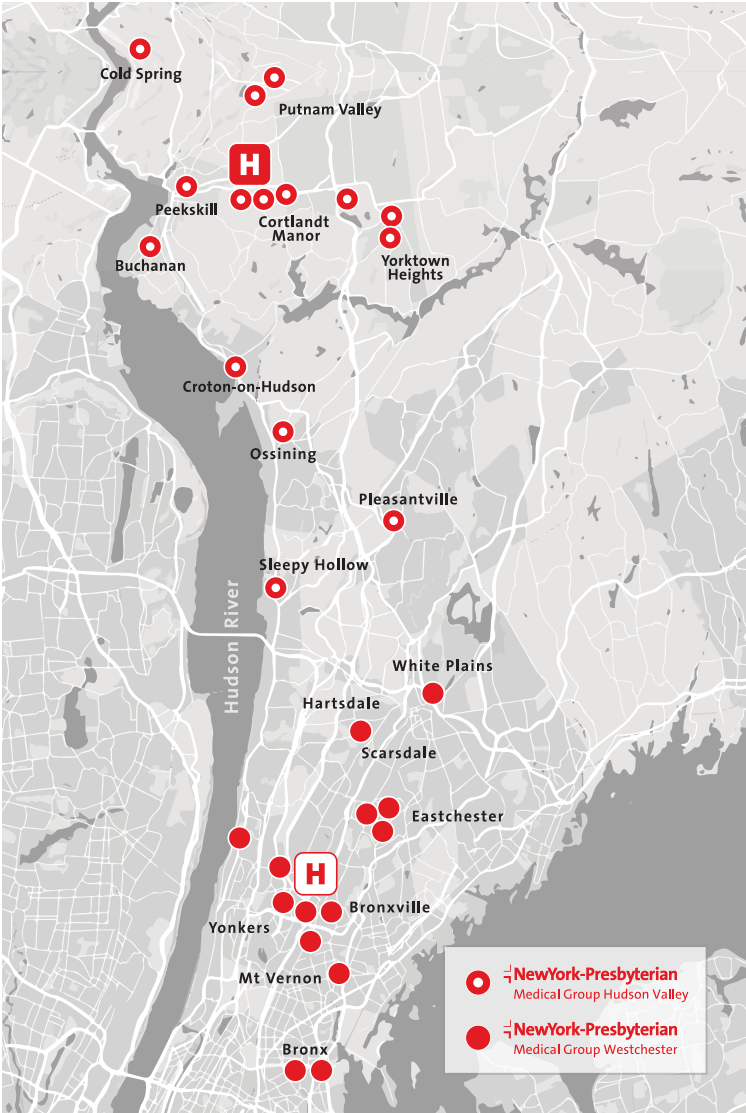 Cold Spring
Putnam Valley
H
Peekskill
Cortlandt
Manor
Buchanan
Yorktown
Heights
Croton-on-Hudson
Ossining
Pleasantville
Sleepy Hollow
Hudson River
White Plains
Hartsdale
Scarsdale
Eastchester
H
Bronxville
Yonkers
Mt Vernon
NewYork-Presbyterian
Medical Group Hudson Valley
NewYork-Presbyterian
Medical Group Westchester
Bronx